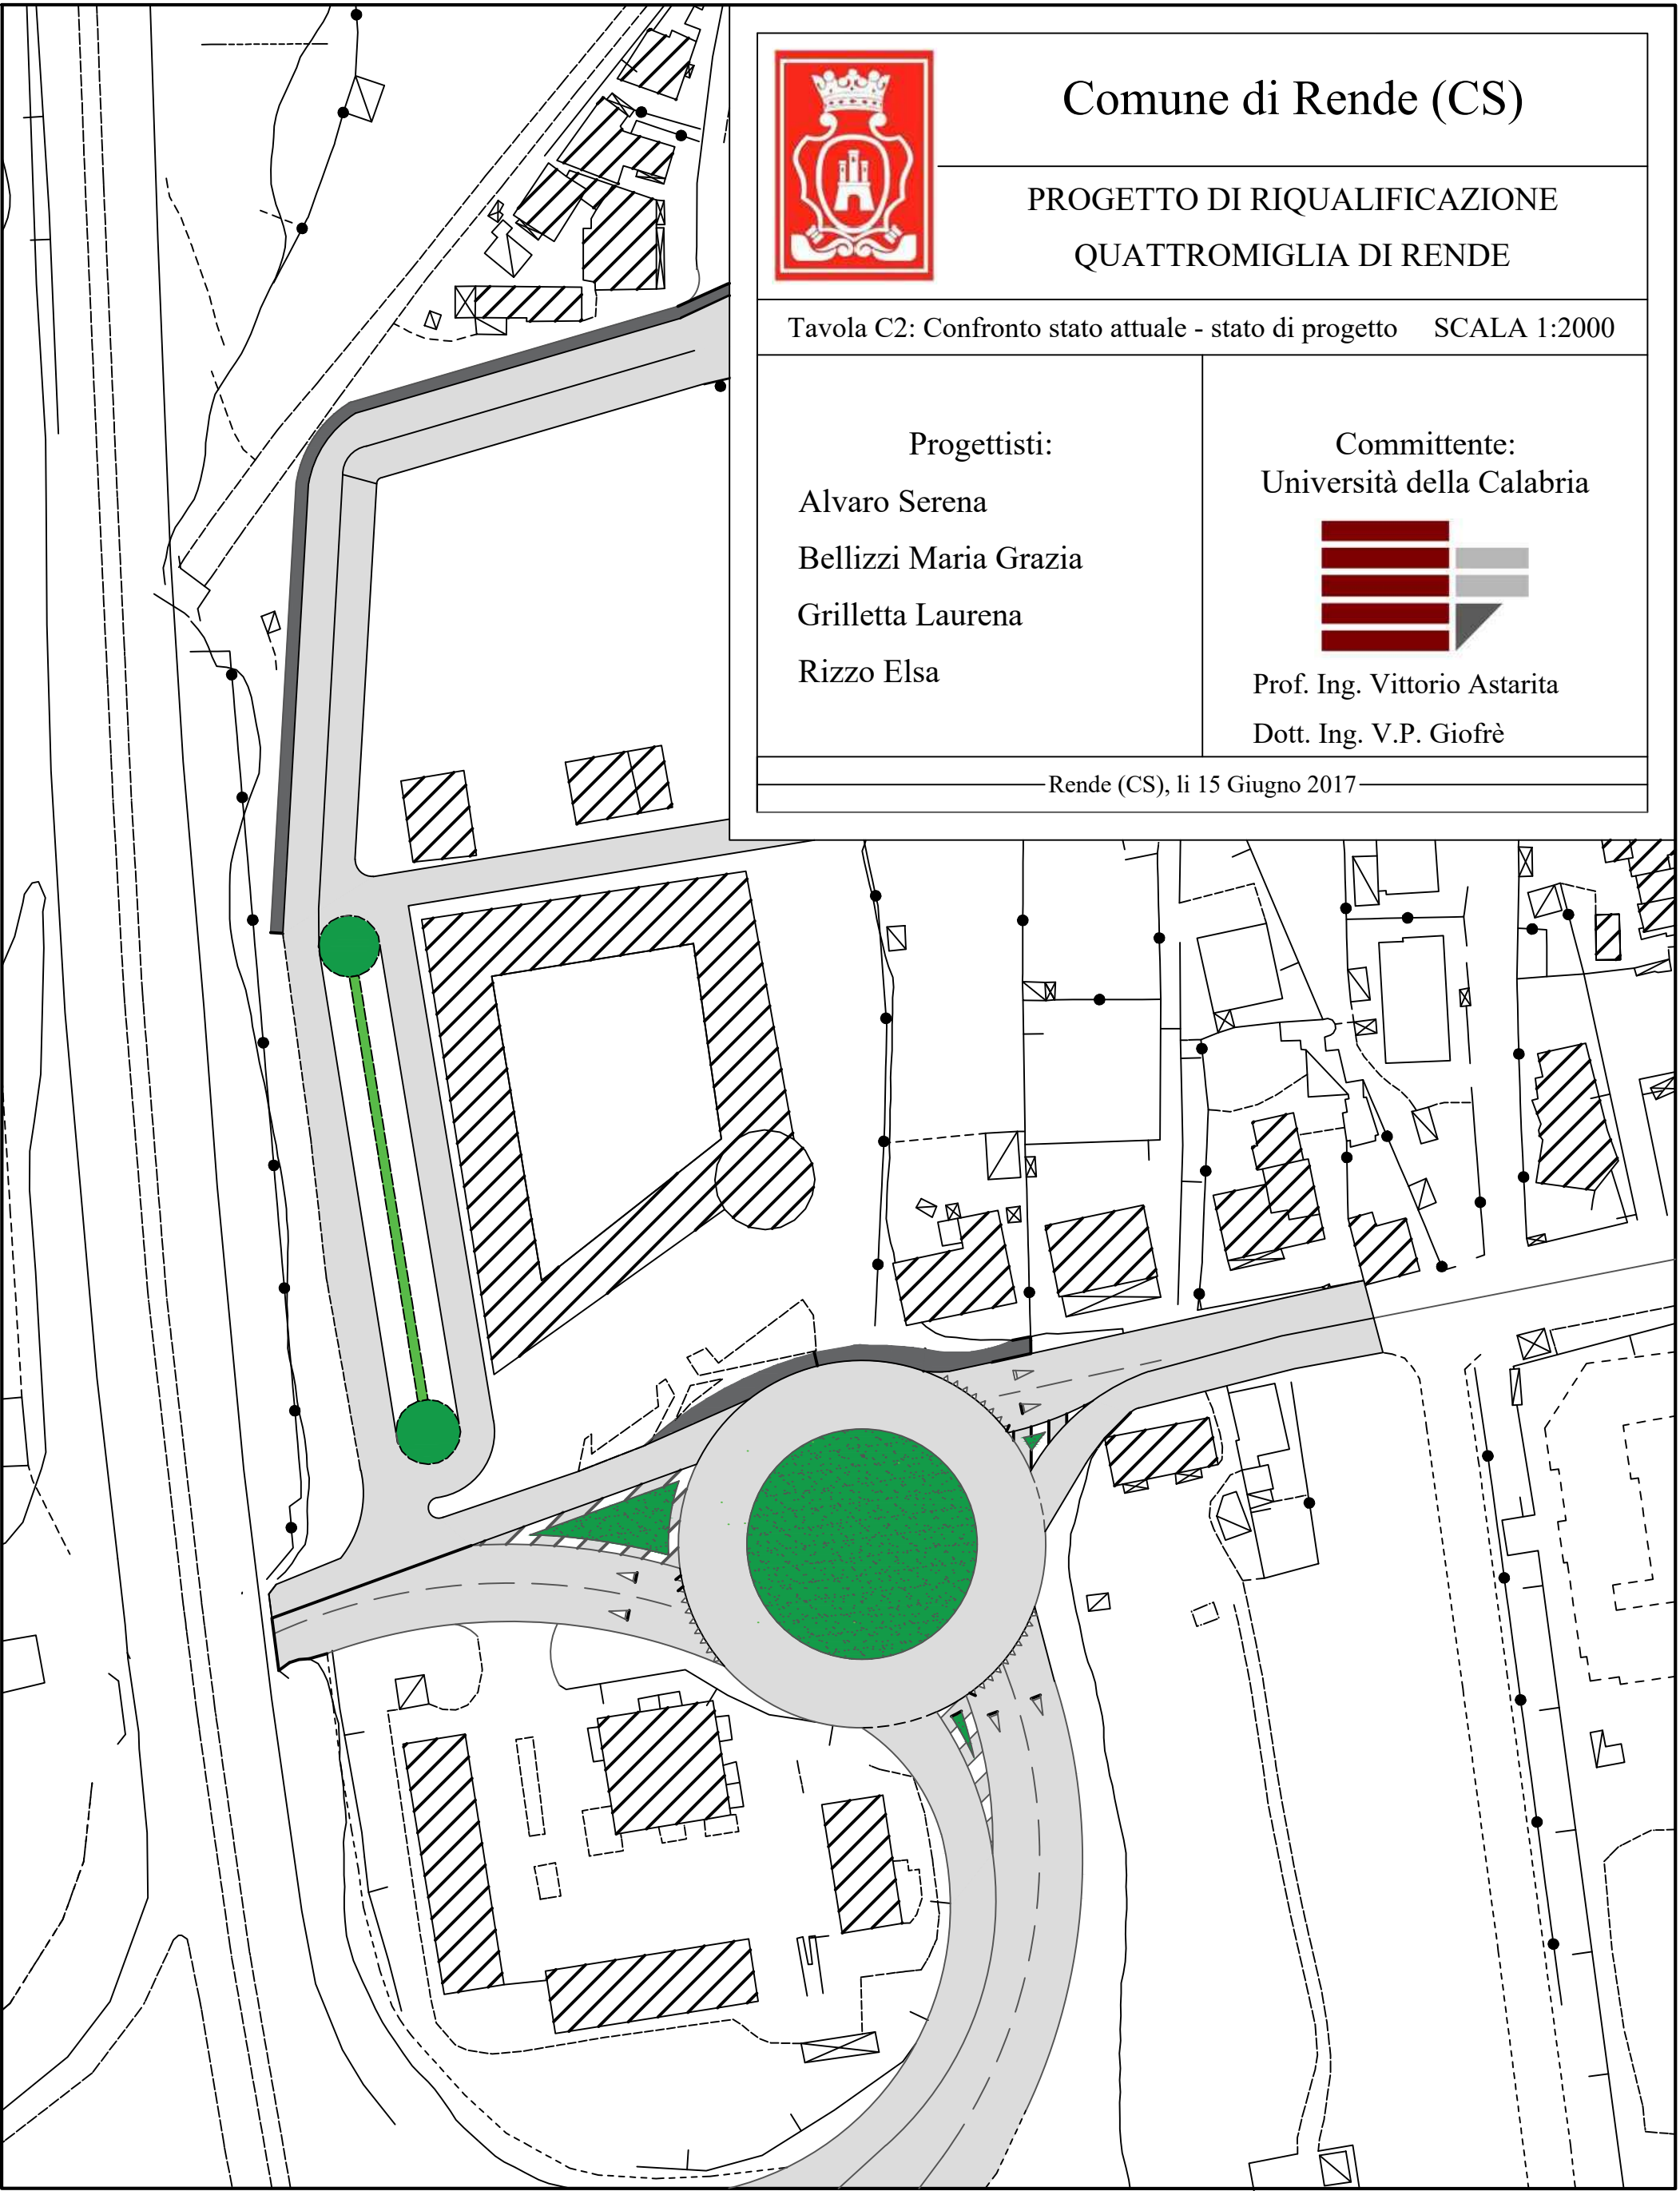 Comune di Rende (CS)
PROGETTO DI RIQUALIFICAZIONE
QUATTROMIGLIA DI RENDE
Tavola C2: Confronto stato attuale - stato di progetto SCALA 1:2000
Progettisti:
Alvaro Serena
Bellizzi Maria Grazia
Grilletta Laurena
Rizzo Elsa
Committente:
Università della Calabria
Prof. Ing. Vittorio Astarita
Dott. Ing. V.P. Giofrè
Rende (CS), li 15 Giugno 2017